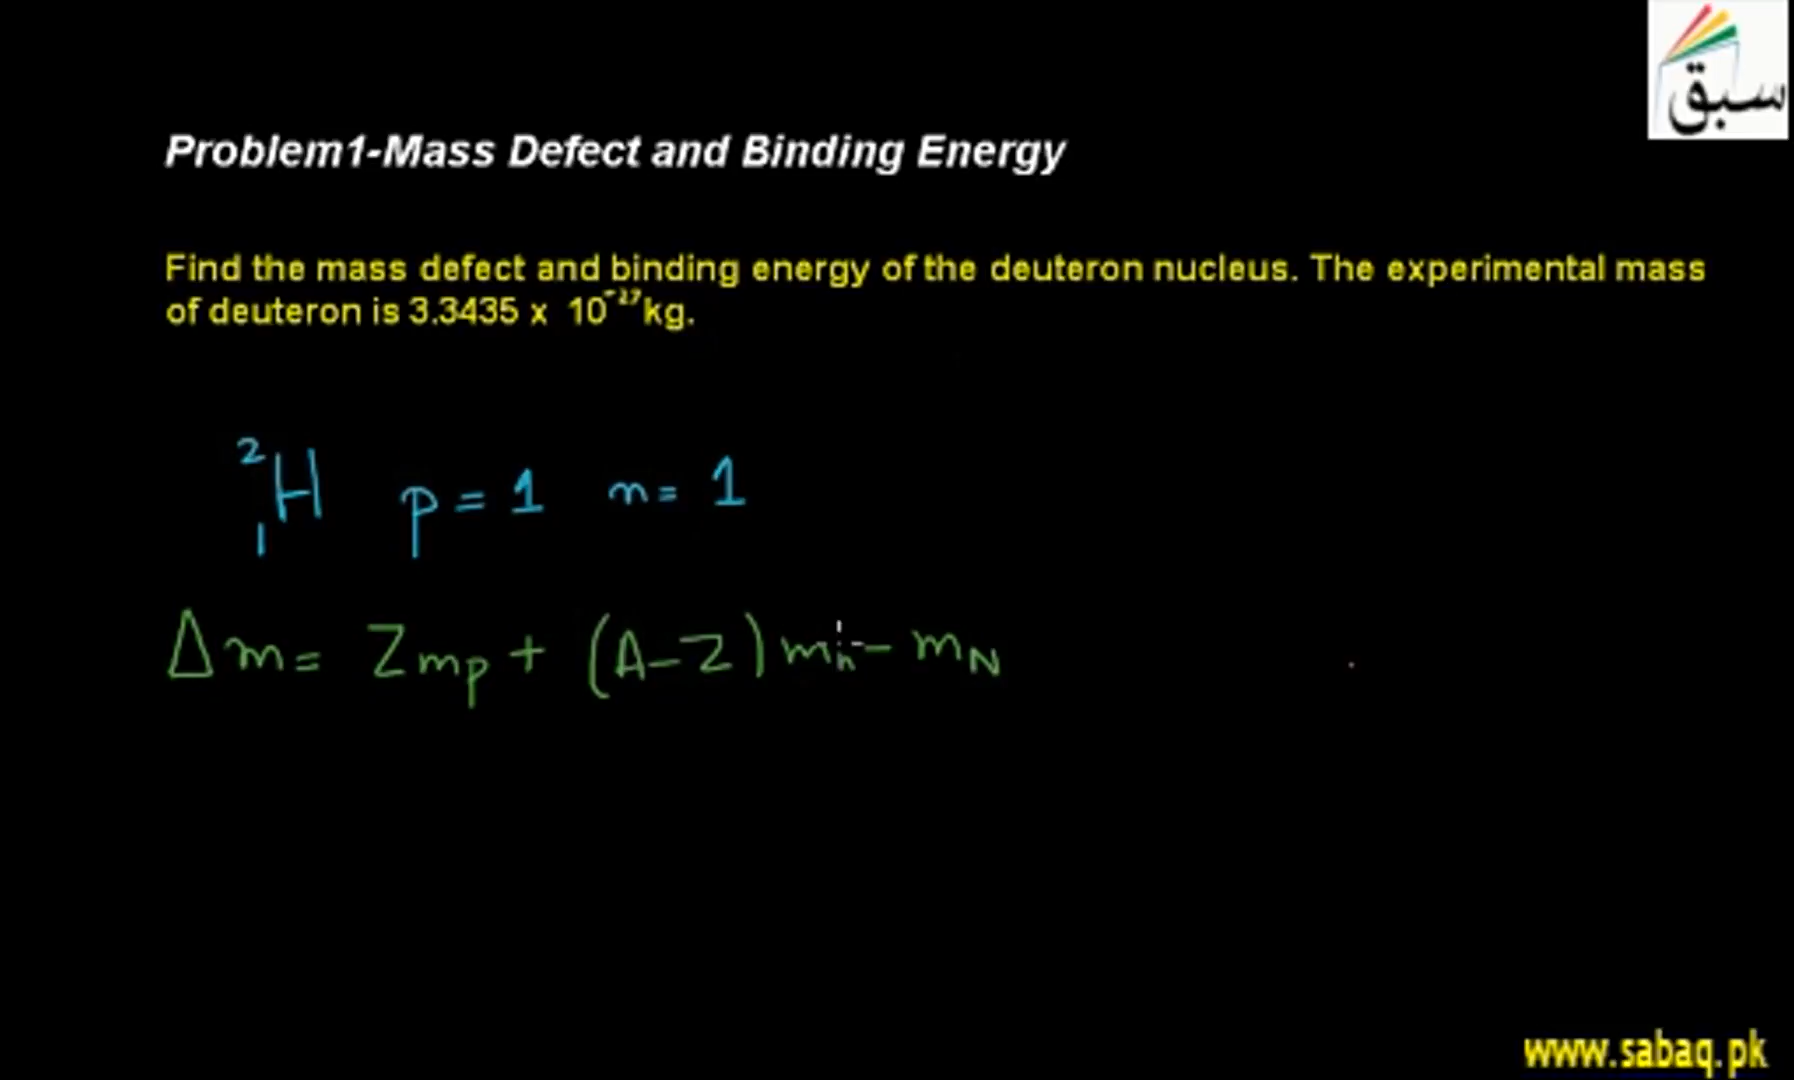 سبق
Problem1-Mass Defect and Binding Energy
Find the mass defect and binding energy of the deuteron nucleus. The experimental mass
of deuteron is 3.3435 x 10⁻²⁷kg.
²₁H p = 1 n = 1
Δm = Zmp + (A-Z)mn - mN
www.sabaq.pk